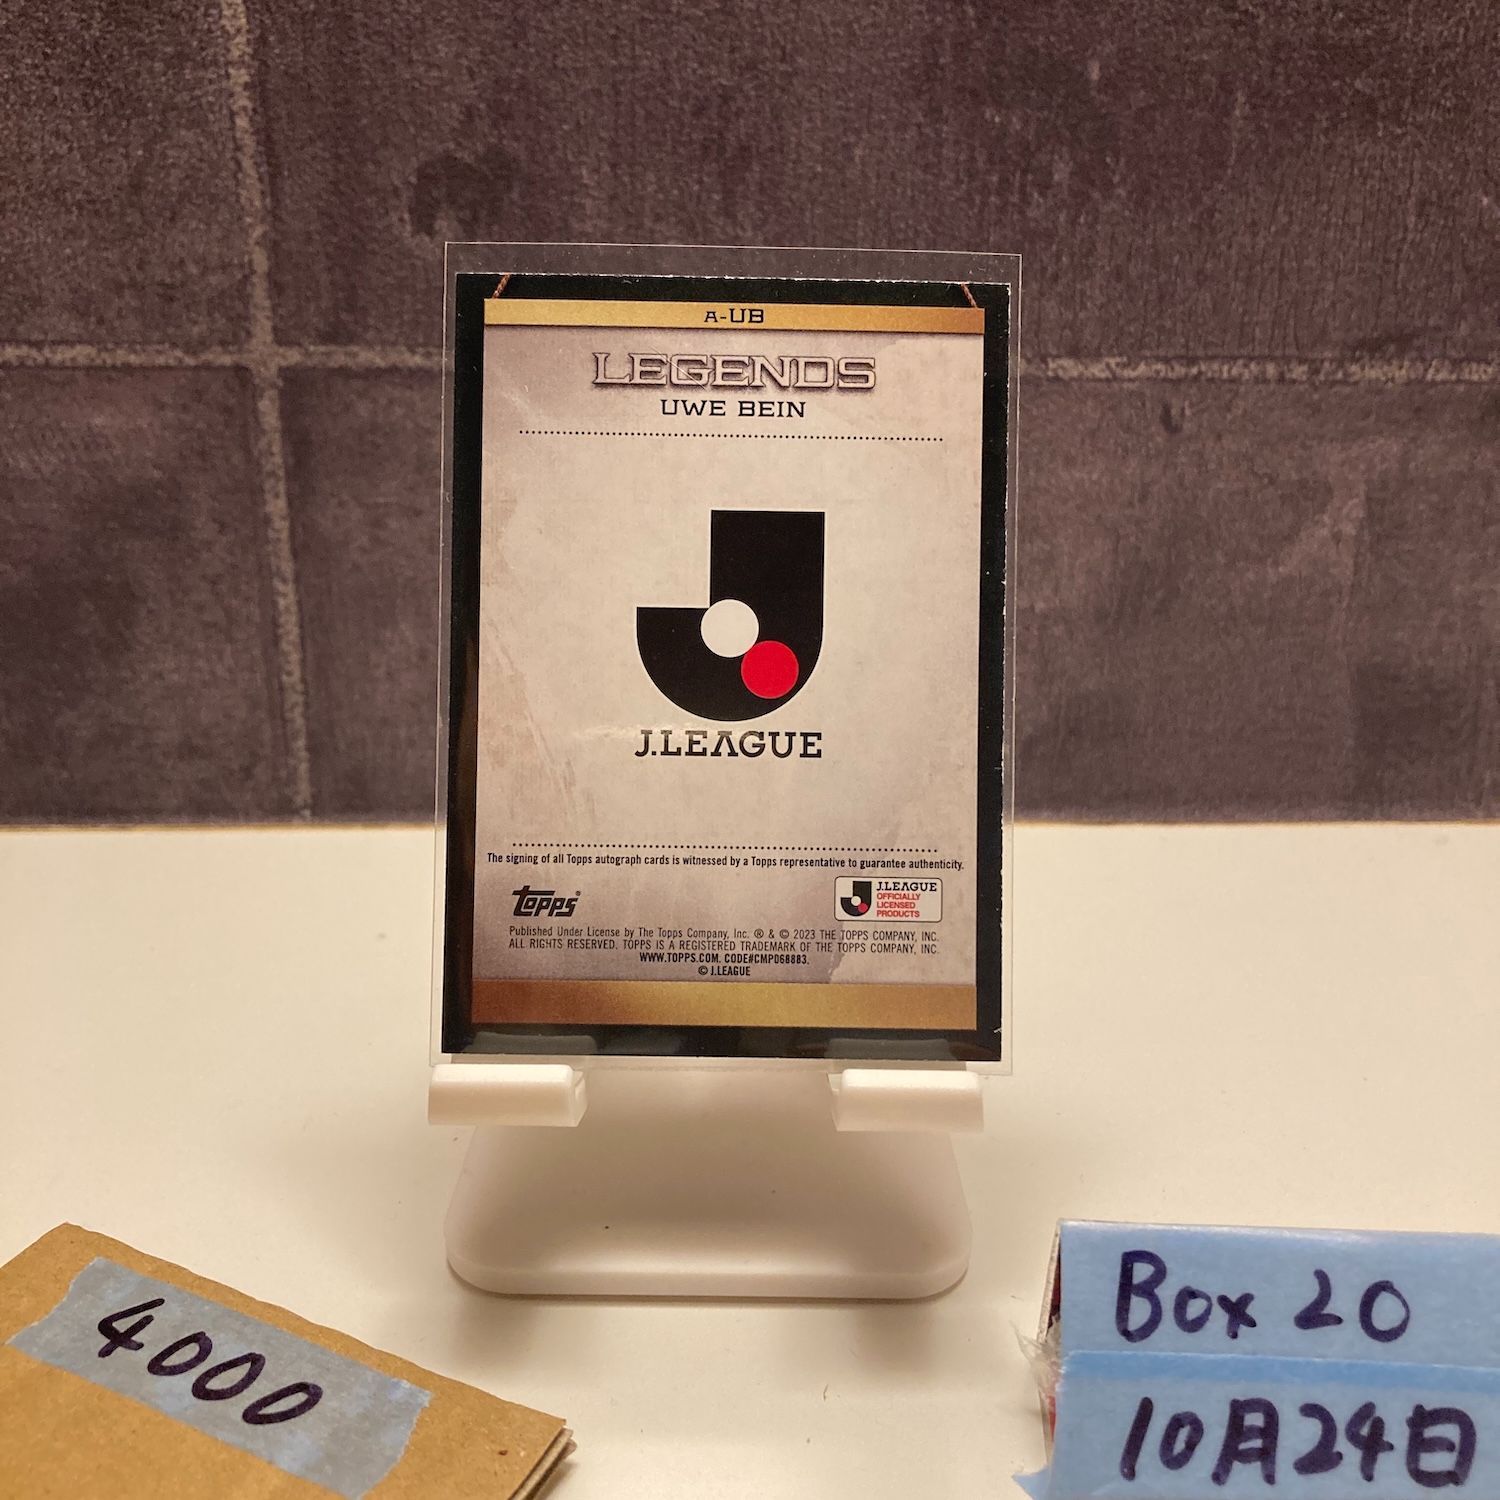 A-UB
LEGENDS
UWE BEIN
J.LEAGUE
The signing of all Topps autograph cards is witnessed by a Topps representative to guarantee authenticity.
topps®
J.LEAGUE
OFFICIALLY
LICENSED
PRODUCTS
Published Under License by The Topps Company, Inc. ® & © 2023 THE TOPPS COMPANY, INC.
ALL RIGHTS RESERVED. TOPPS IS A REGISTERED TRADEMARK OF THE TOPPS COMPANY, INC.
WWW.TOPPS.COM. CODE#CMP068883.
© J.LEAGUE
4000
Box 20
10月24日